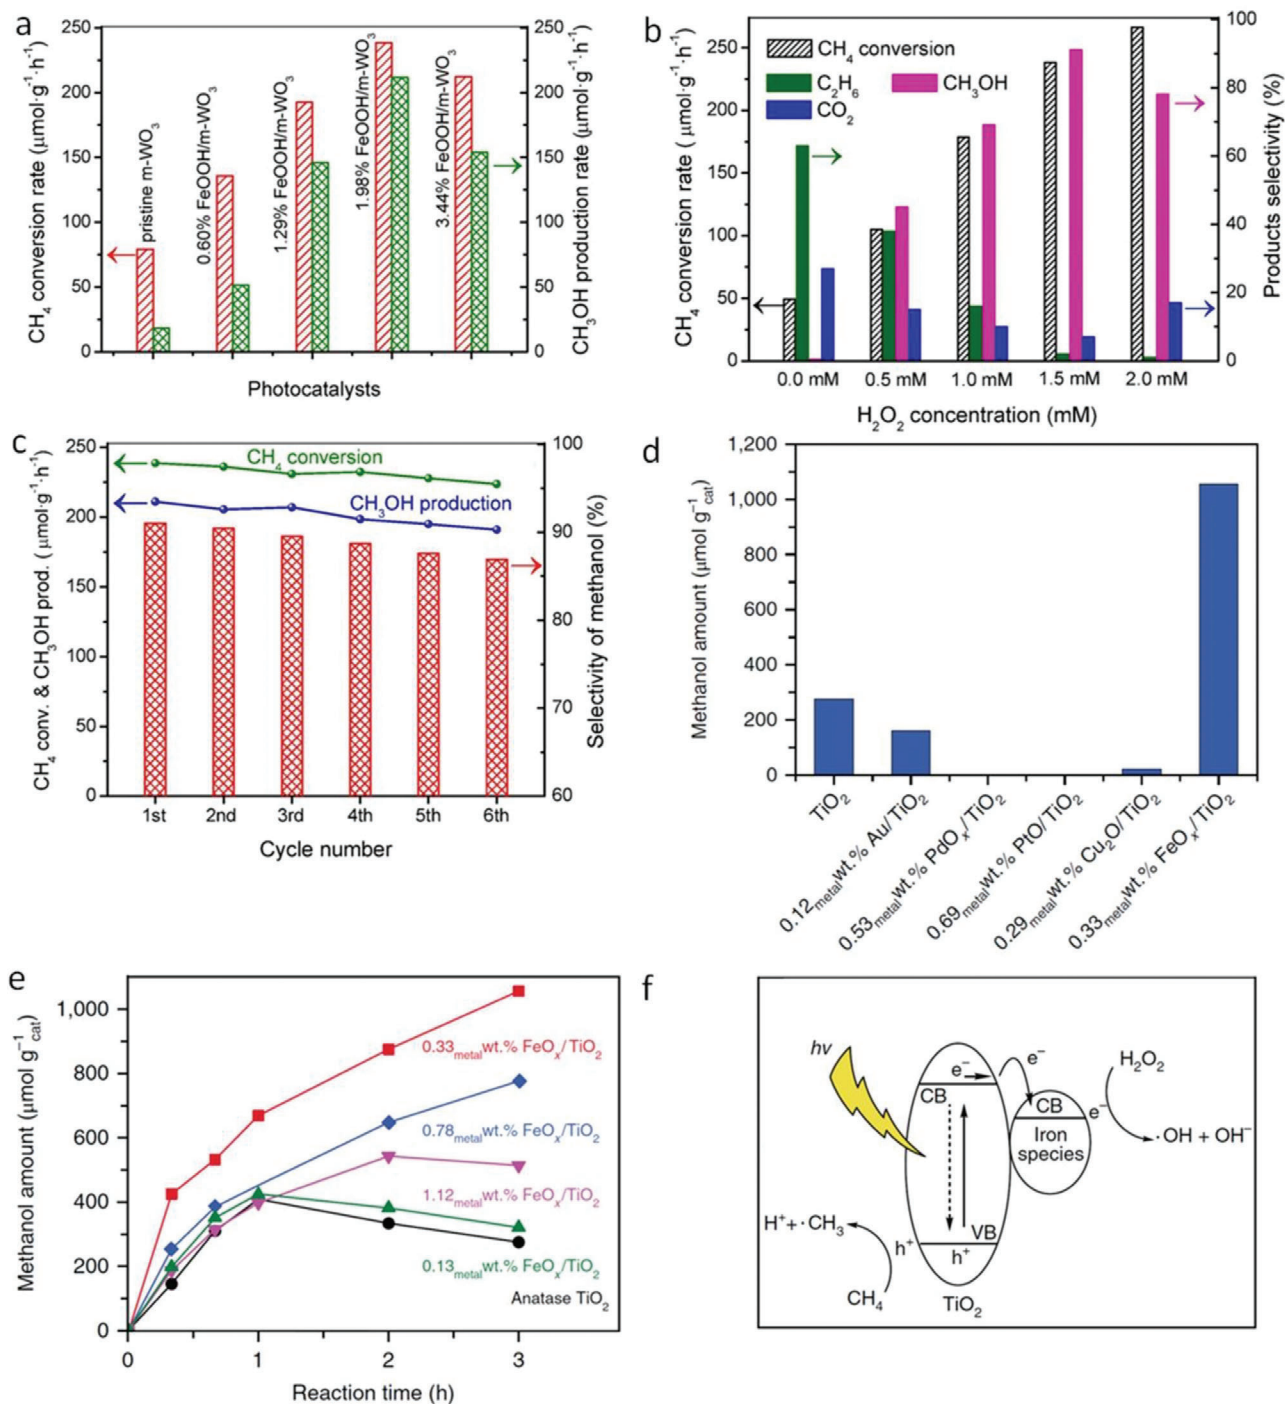 a
CH₄ conversion rate (μmol·g⁻¹·h⁻¹)
250
200
150
100
50
0
pristine m-WO₃
0.60% FeOOH/m-WO₃
1.29% FeOOH/m-WO₃
1.98% FeOOH/m-WO₃
3.44% FeOOH/m-WO₃
250
200
150
100
50
0
CH₃OH production rate (μmol·g⁻¹·h⁻¹)
Photocatalysts
b
CH₄ conversion rate ( μmol·g⁻¹·h⁻¹)
250
200
150
100
50
0
CH₄ conversion
C₂H₆
CH₃OH
CO₂
100
80
60
40
20
0
Products selectivity (%)
0.0 mM 0.5 mM 1.0 mM 1.5 mM 2.0 mM
H₂O₂ concentration (mM)
c
CH₄ conv. & CH₃OH prod. ( μmol·g⁻¹·h⁻¹)
250
200
150
100
50
0
CH₄ conversion
CH₃OH production
100
90
80
70
60
Selectivity of methanol (%)
1st 2nd 3rd 4th 5th 6th
Cycle number
d
Methanol amount (μmol g⁻¹cat)
1,200
1,000
800
600
400
200
0
TiO₂
0.12metalwt.% Au/TiO₂
0.53metalwt.% PdOₓ/TiO₂
0.69metalwt.% PtO/TiO₂
0.29metalwt.% Cu₂O/TiO₂
0.33metalwt.% FeOₓ/TiO₂
e
Methanol amount (μmol g⁻¹cat)
1,000
800
600
400
200
0
0.33metalwt.% FeOₓ/TiO₂
0.78metalwt.% FeOₓ/TiO₂
1.12metalwt.% FeOₓ/TiO₂
0.13metalwt.% FeOₓ/TiO₂
Anatase TiO₂
0 1 2 3
Reaction time (h)
f
hv
e⁻
e⁻
H₂O₂
CB
CB
e⁻
Iron
species
·OH + OH⁻
H⁺+ ·CH₃
VB
h⁺
h⁺
CH₄
TiO₂